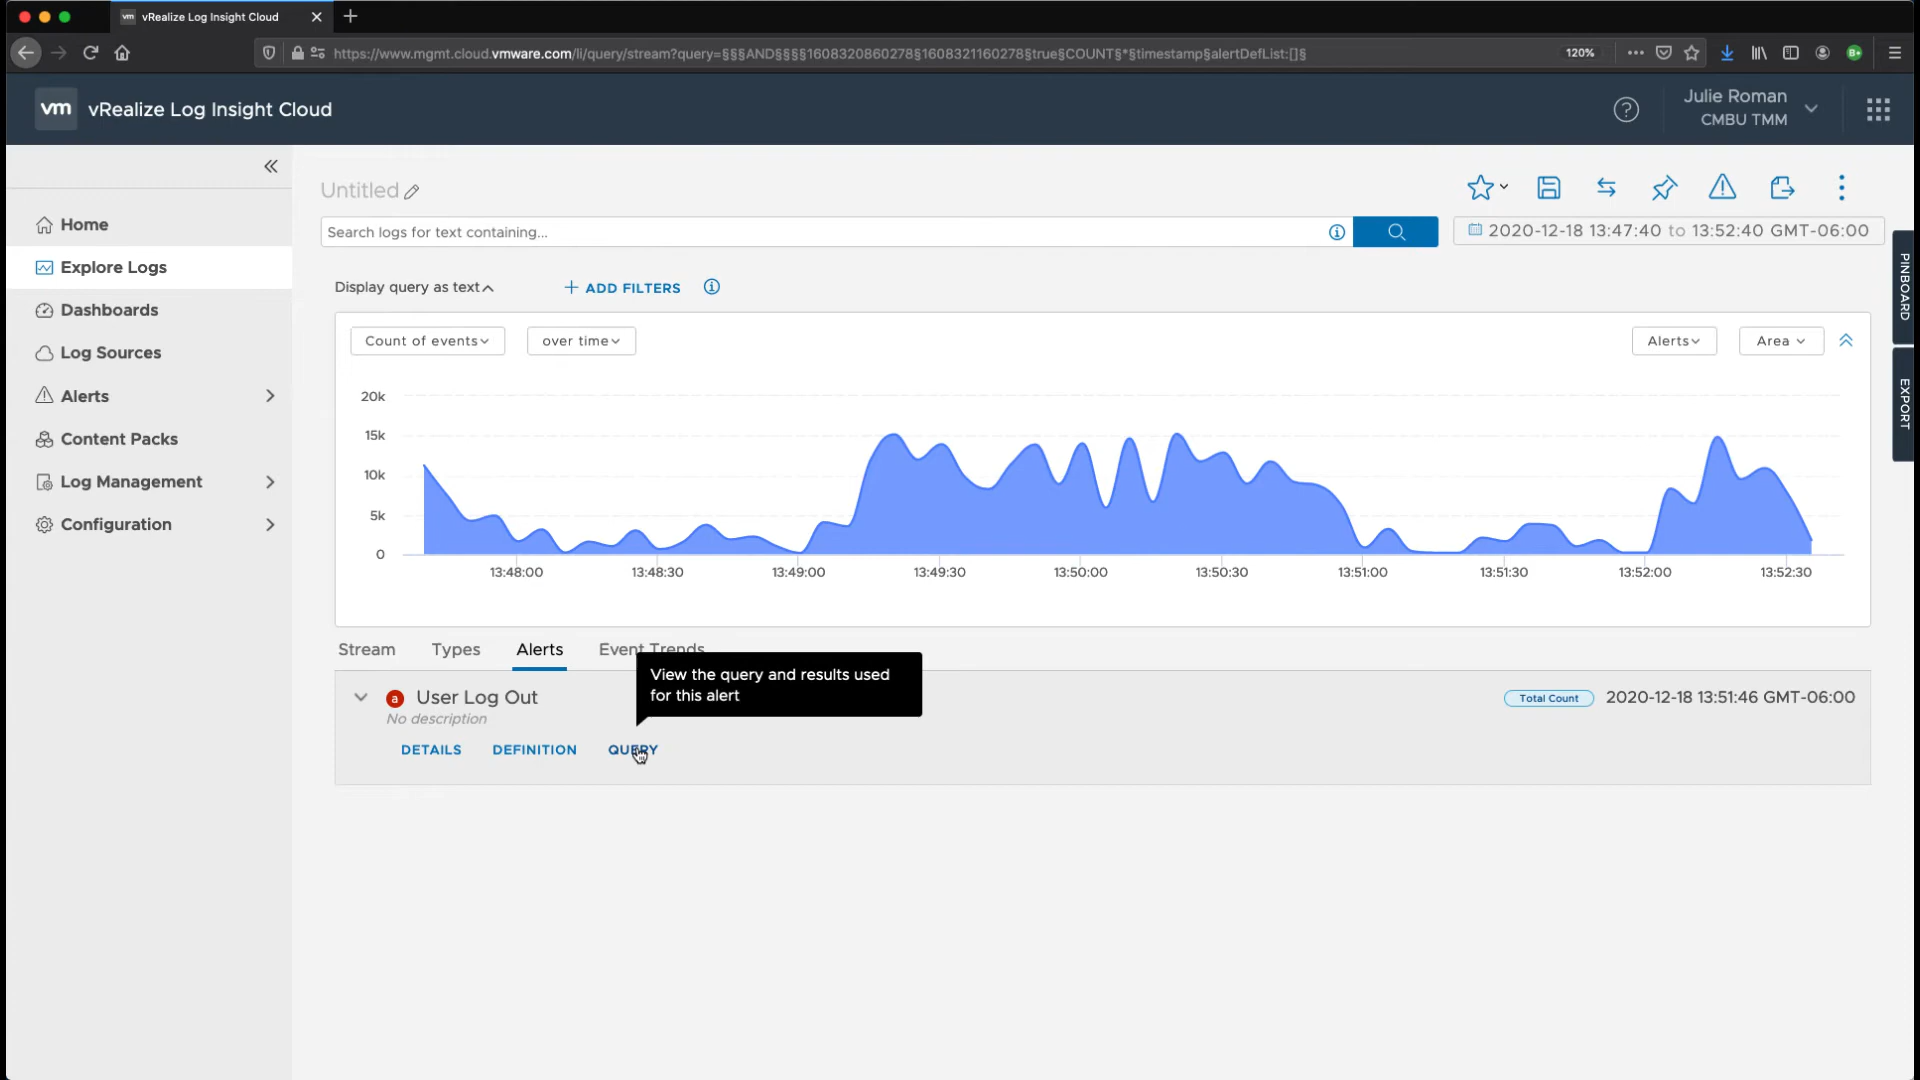 vm vRealize Log Insight Cloud
https://www.mgmt.cloud.vmware.com/li/query/stream?query=§§§AND§§§§1608320860278§1608321160278§true§COUNT§*§timestamp§alertDefList:[]§
120%
vm vRealize Log Insight Cloud
Julie Roman
CMBU TMM
Home
Explore Logs
Dashboards
Log Sources
Alerts
Content Packs
Log Management
Configuration
Untitled
Search logs for text containing...
2020-12-18 13:47:40 to 13:52:40 GMT-06:00
Display query as text
ADD FILTERS
PINBOARD
EXPORT
Count of events
over time
Alerts
Area
20k
15k
10k
5k
0
13:48:00 13:48:30 13:49:00 13:49:30 13:50:00 13:50:30 13:51:00 13:51:30 13:52:00 13:52:30
Stream Types Alerts Event Trends
View the query and results used
for this alert
a User Log Out
Total Count 2020-12-18 13:51:46 GMT-06:00
No description
DETAILS DEFINITION QUERY